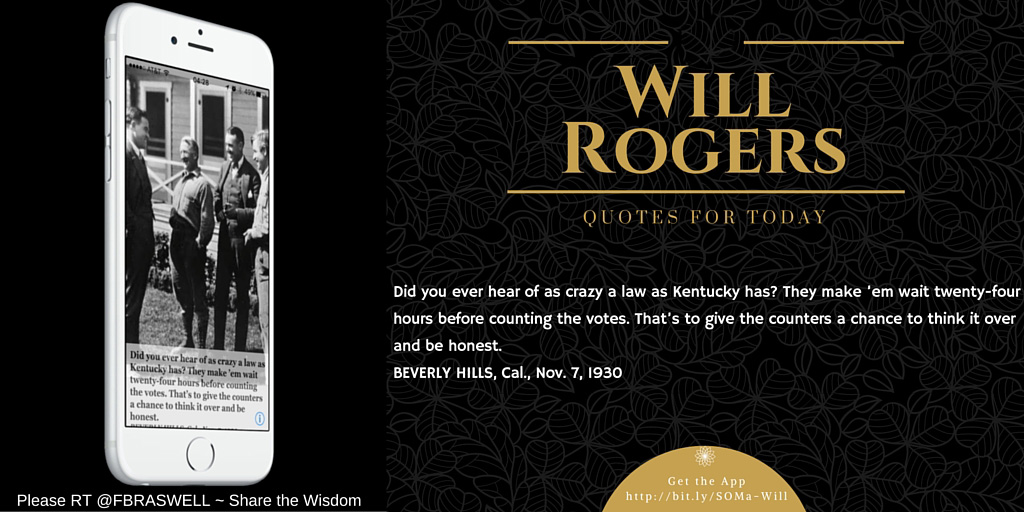 AT&T
04:26
49%
Did you ever hear of as crazy a law as
Kentucky has? They make 'em wait
twenty-four hours before counting
the votes. That's to give the counters
a chance to think it over and be
honest.
Please RT @FBRASWELL ~ Share the Wisdom
WILL
ROGERS
QUOTES FOR TODAY
Did you ever hear of as crazy a law as Kentucky has? They make 'em wait twenty-four
hours before counting the votes. That's to give the counters a chance to think it over
and be honest.
BEVERLY HILLS, Cal., Nov. 7, 1930
Get the App
http://bit.ly/SOMa-Will